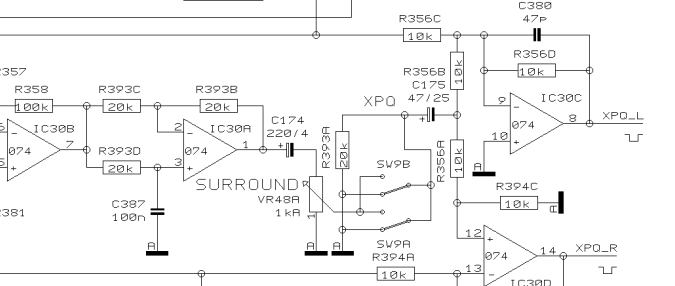 C380
47P
R356C
10k
R356D
10k
R357
R358
100k
R393C
20k
R393B
20k
R356B
10k
C175
47/25
XPQ
IC30C
9
10
8
074
XPQ_L
A
IC30B
074
7
2
3
IC30A
074
1
C174
220/4
R393A
20k
R356A
10k
R393D
20k
SW9B
SURROUND
VR48A
1kA
1
R394C
10k
A
C387
100n
R381
A
A
A
SW9A
R394A
10k
12
13
074
14
XPQ_R
IC30D